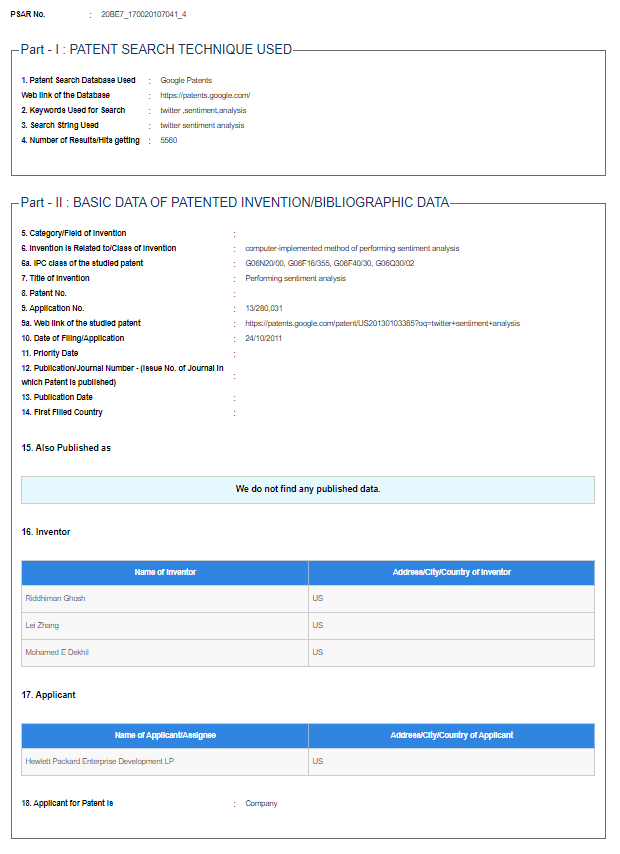 PSAR No. : 20BE7_170020107041_4
Part - I : PATENT SEARCH TECHNIQUE USED
1. Patent Search Database Used : Google Patents
Web link of the Database : https://patents.google.com/
2. Keywords Used for Search : twitter ,sentiment,analysis
3. Search String Used : twitter sentiment analysis
4. Number of Results/Hits getting : 5560
Part - II : BASIC DATA OF PATENTED INVENTION/BIBLIOGRAPHIC DATA
5. Category/Field of Invention :
6. Invention is Related to/Class of Invention : computer-implemented method of performing sentiment analysis
6a. IPC class of the studied patent : G06N20/00, G06F16/355, G06F40/30, G06Q30/02
7. Title of Invention : Performing sentiment analysis
8. Patent No. :
9. Application No. : 13/280,031
9a. Web link of the studied patent : https://patents.google.com/patent/US20130103385?oq=twitter+sentiment+analysis
10. Date of Filing/Application : 24/10/2011
11. Priority Date :
12. Publication/Journal Number - (Issue No. of Journal in
which Patent is published) :
13. Publication Date :
14. First Filled Country :
15. Also Published as
We do not find any published data.
16. Inventor
Name of Inventor Address/City/Country of Inventor
Riddhiman Ghosh US
Lei Zhang US
Mohamed E Dekhil US
17. Applicant
Name of Applicant/Assignee Address/City/Country of Applicant
Hewlett Packard Enterprise Development LP US
18. Applicant for Patent is : Company